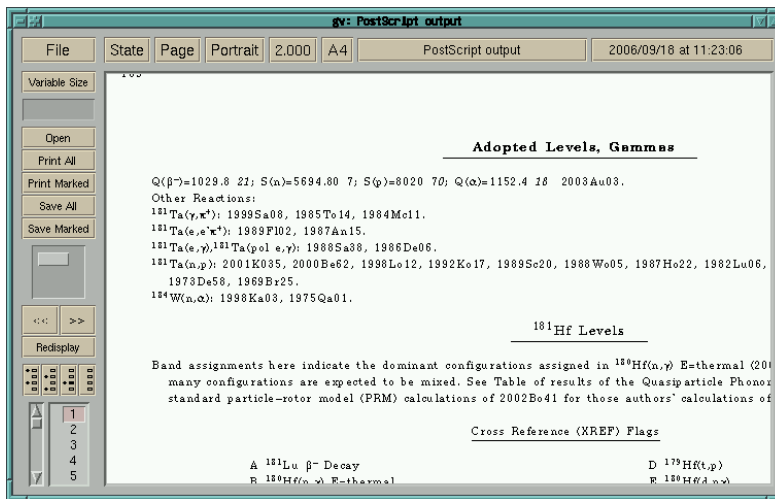 gv: PostScript output
File State Page Portrait 2.000 A4 PostScript output 2006/09/18 at 11:23:06
Variable Size
Open
Print All
Print Marked
Save All
Save Marked
<< >>
Redisplay
1
2
3
4
5
Adopted Levels, Gammas
Q(β⁻)=1029.8 21; S(n)=5694.80 7; S(p)=8020 70; Q(α)=1152.4 18 2003Au03.
Other Reactions:
¹⁸¹Ta(γ,π⁺): 1999Sa08, 1985To14, 1984Mc11.
¹⁸¹Ta(e,e'π⁺): 1989Fl02, 1987An15.
¹⁸¹Ta(e,γ),¹⁸¹Ta(pol e,γ): 1988Sa38, 1986De06.
¹⁸¹Ta(n,p): 2001K035, 2000Be62, 1998Lo12, 1992Ko17, 1989Sc20, 1988Wo05, 1987Ho22, 1982Lu06,
1973De58, 1969Br25.
¹⁸⁴W(n,α): 1998Ka03, 1975Qa01.
¹⁸¹Hf Levels
Band assignments here indicate the dominant configurations assigned in ¹⁸⁰Hf(n,γ) E=thermal (200
many configurations are expected to be mixed. See Table of results of the Quasiparticle Phonon
standard particle-rotor model (PRM) calculations of 2002Bo41 for those authors' calculations of
Cross Reference (XREF) Flags
A ¹⁸¹Lu β⁻ Decay D ¹⁷⁹Hf(t,p)
B ¹⁸⁰Hf(n,γ) E=thermal E ¹⁸⁰Hf(d,pγ)